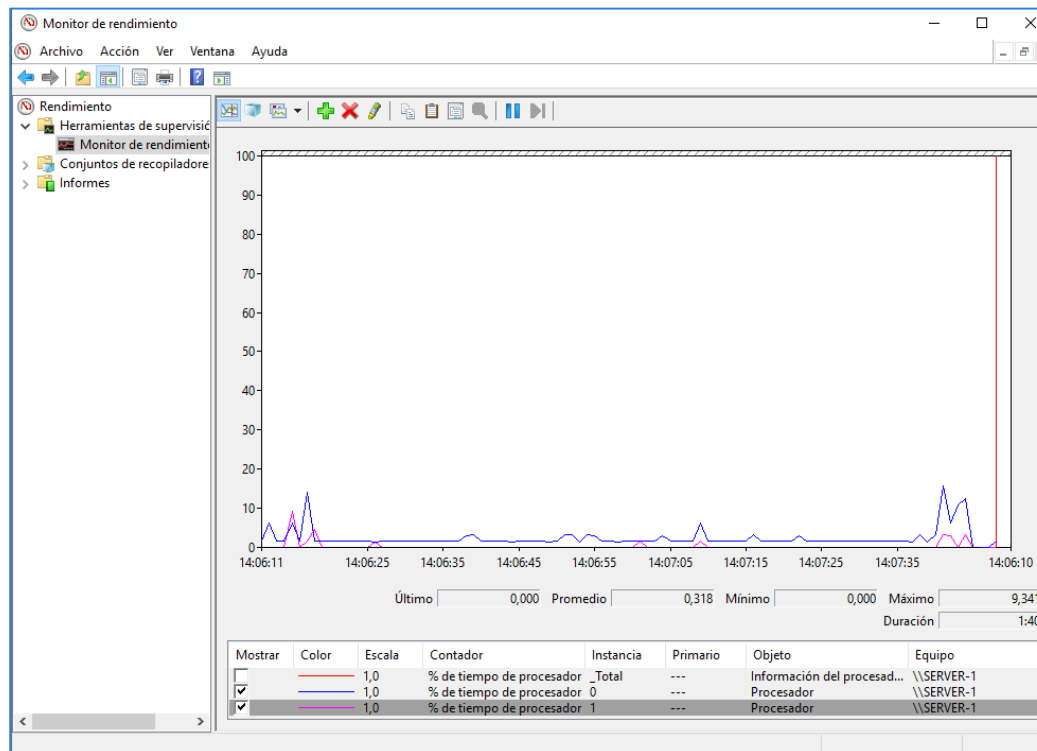 Monitor de rendimiento
Archivo Acción Ver Ventana Ayuda
Rendimiento
Herramientas de supervisió
Monitor de rendimiento
Conjuntos de recopiladore
Informes
100
90
80
70
60
50
40
30
20
10
0
14:06:11 14:06:25 14:06:35 14:06:45 14:06:55 14:07:05 14:07:15 14:07:25 14:07:35 14:06:10
Último 0,000 Promedio 0,318 Mínimo 0,000 Máximo 9,341
Duración 1:40
Mostrar Color Escala Contador Instancia Primario Objeto Equipo
1,0 % de tiempo de procesador _Total --- Información del procesad... \\SERVER-1
1,0 % de tiempo de procesador 0 --- Procesador \\SERVER-1
1,0 % de tiempo de procesador 1 --- Procesador \\SERVER-1